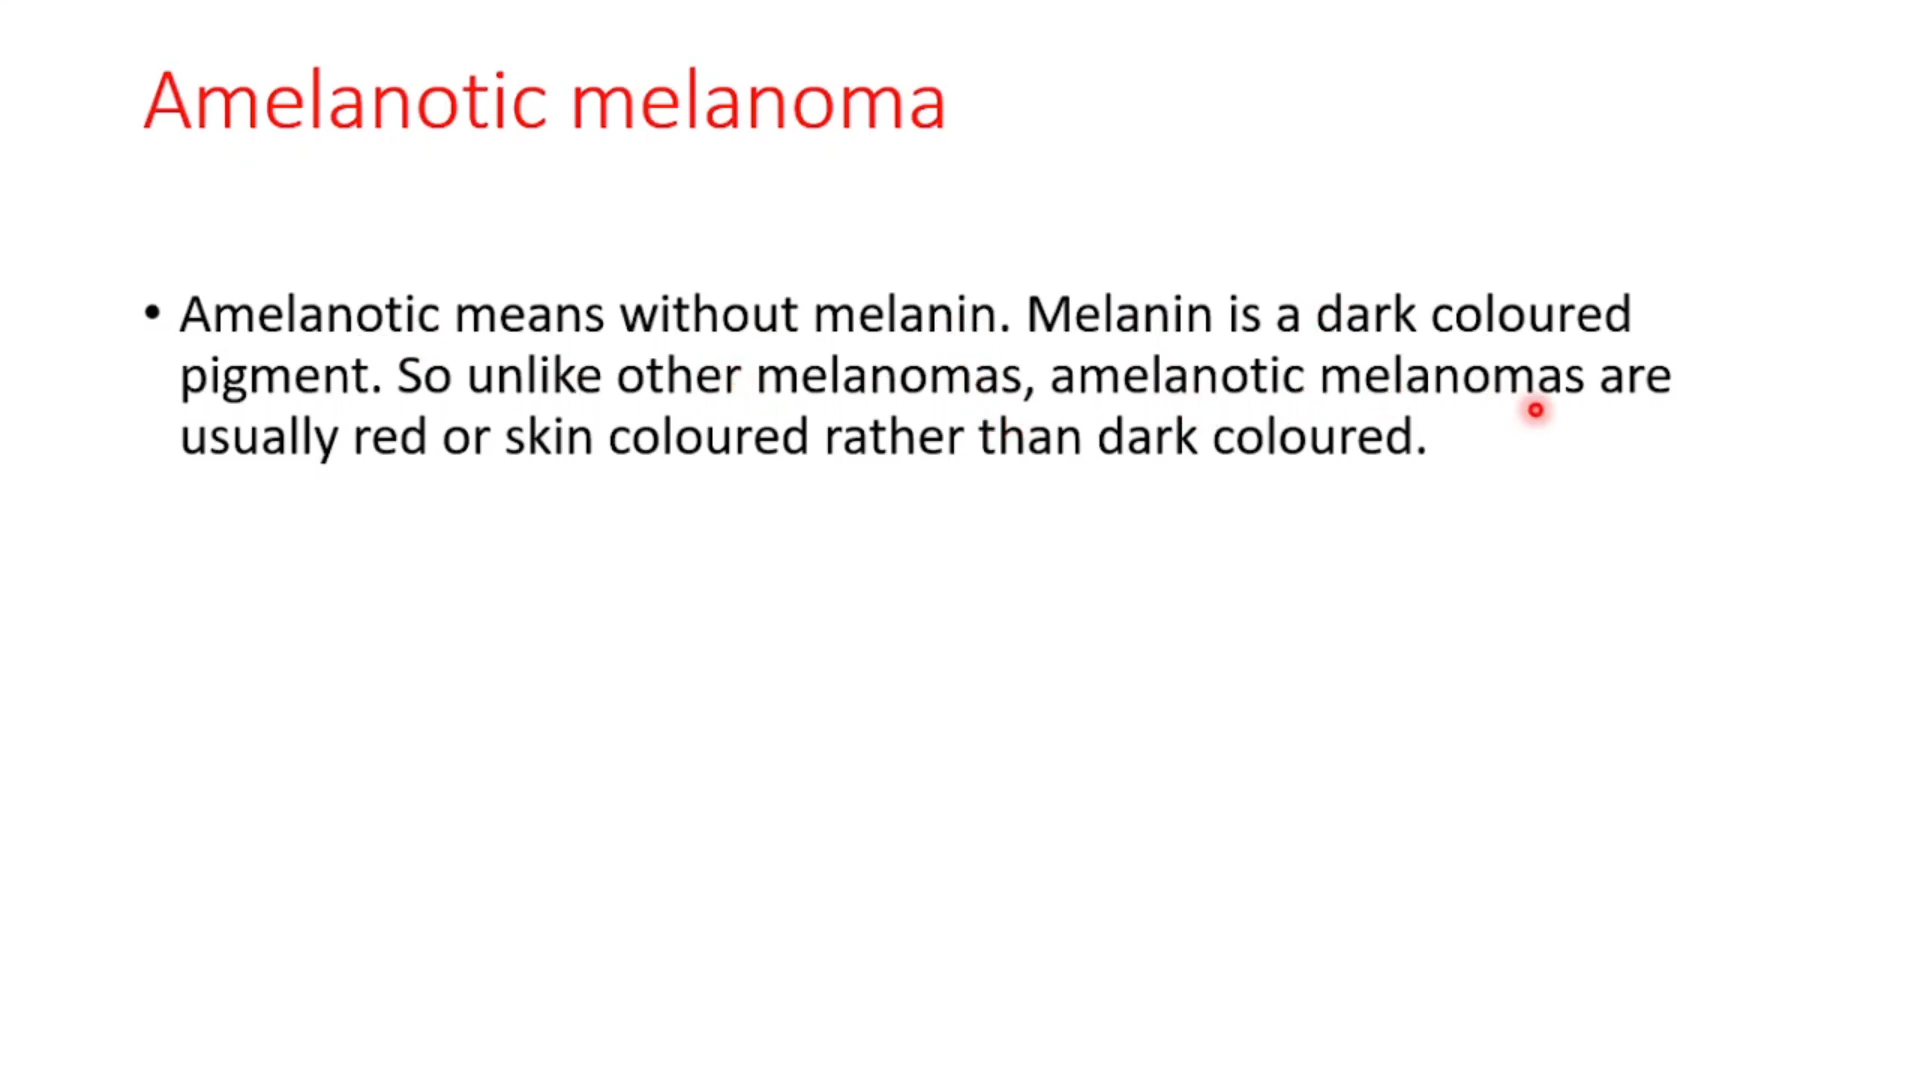 Amelanotic melanoma
• Amelanotic means without melanin. Melanin is a dark coloured
pigment. So unlike other melanomas, amelanotic melanomas are
usually red or skin coloured rather than dark coloured.